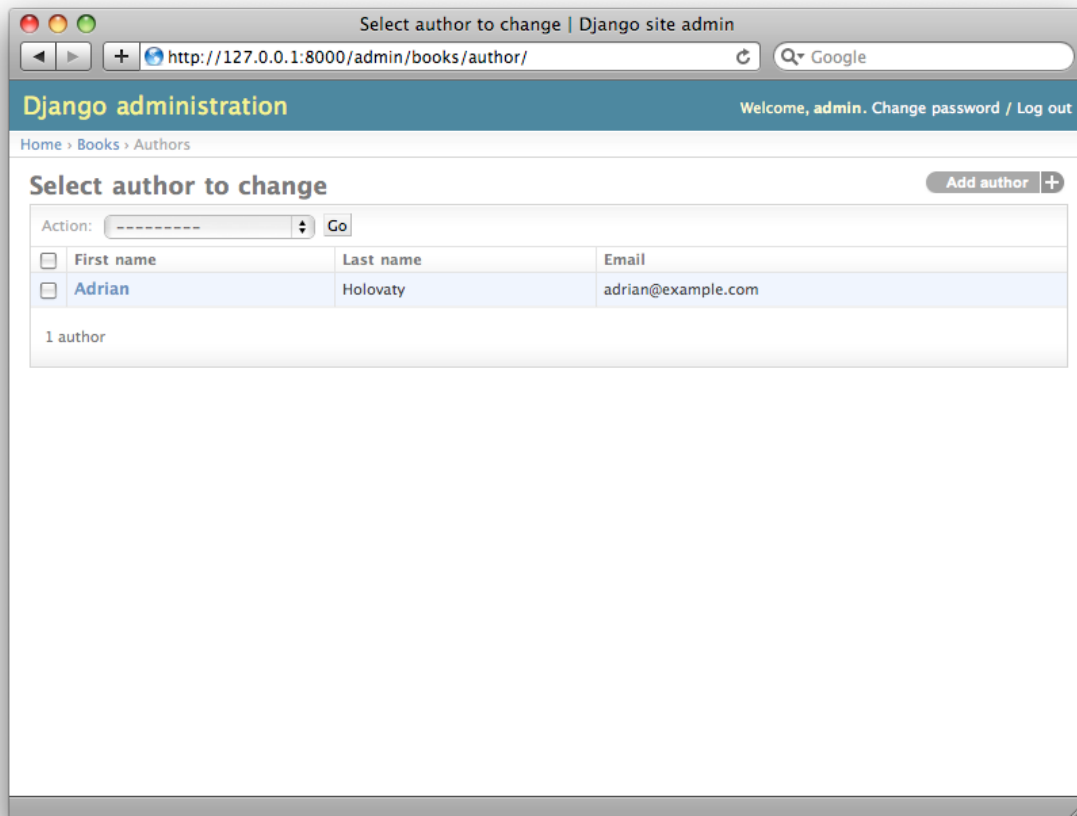 Select author to change | Django site admin
http://127.0.0.1:8000/admin/books/author/ Google
Django administration Welcome, admin. Change password / Log out
Home › Books › Authors
Select author to change Add author +
Action: --------- Go
First name Last name Email
Adrian Holovaty adrian@example.com
1 author